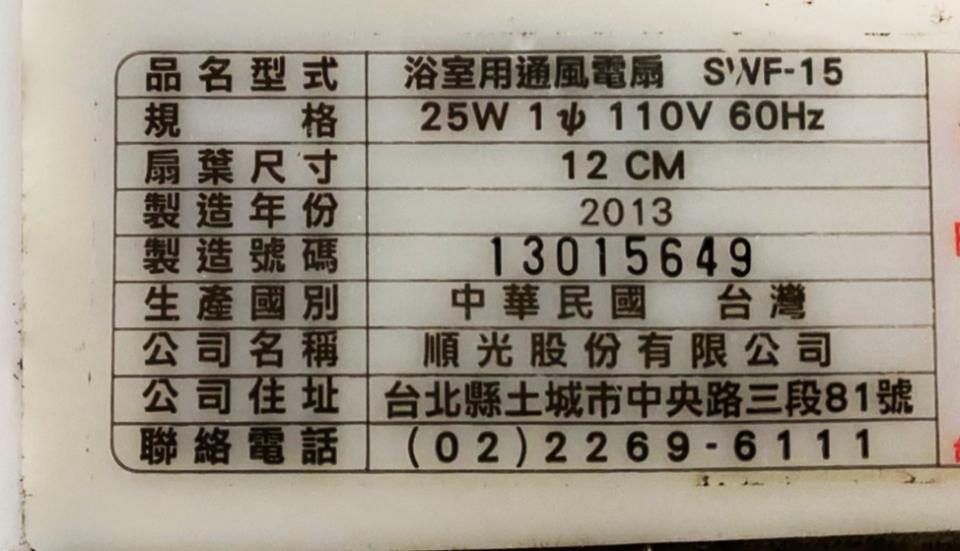 品名型式 浴室用通風電扇 SWF-15
規格 25W 1ψ 110V 60Hz
扇葉尺寸 12 CM
製造年份 2013
製造號碼 13015649
生產國別 中華民國 台灣
公司名稱 順光股份有限公司
公司住址 台北縣土城市中央路三段81號
聯絡電話 (02)2269-6111